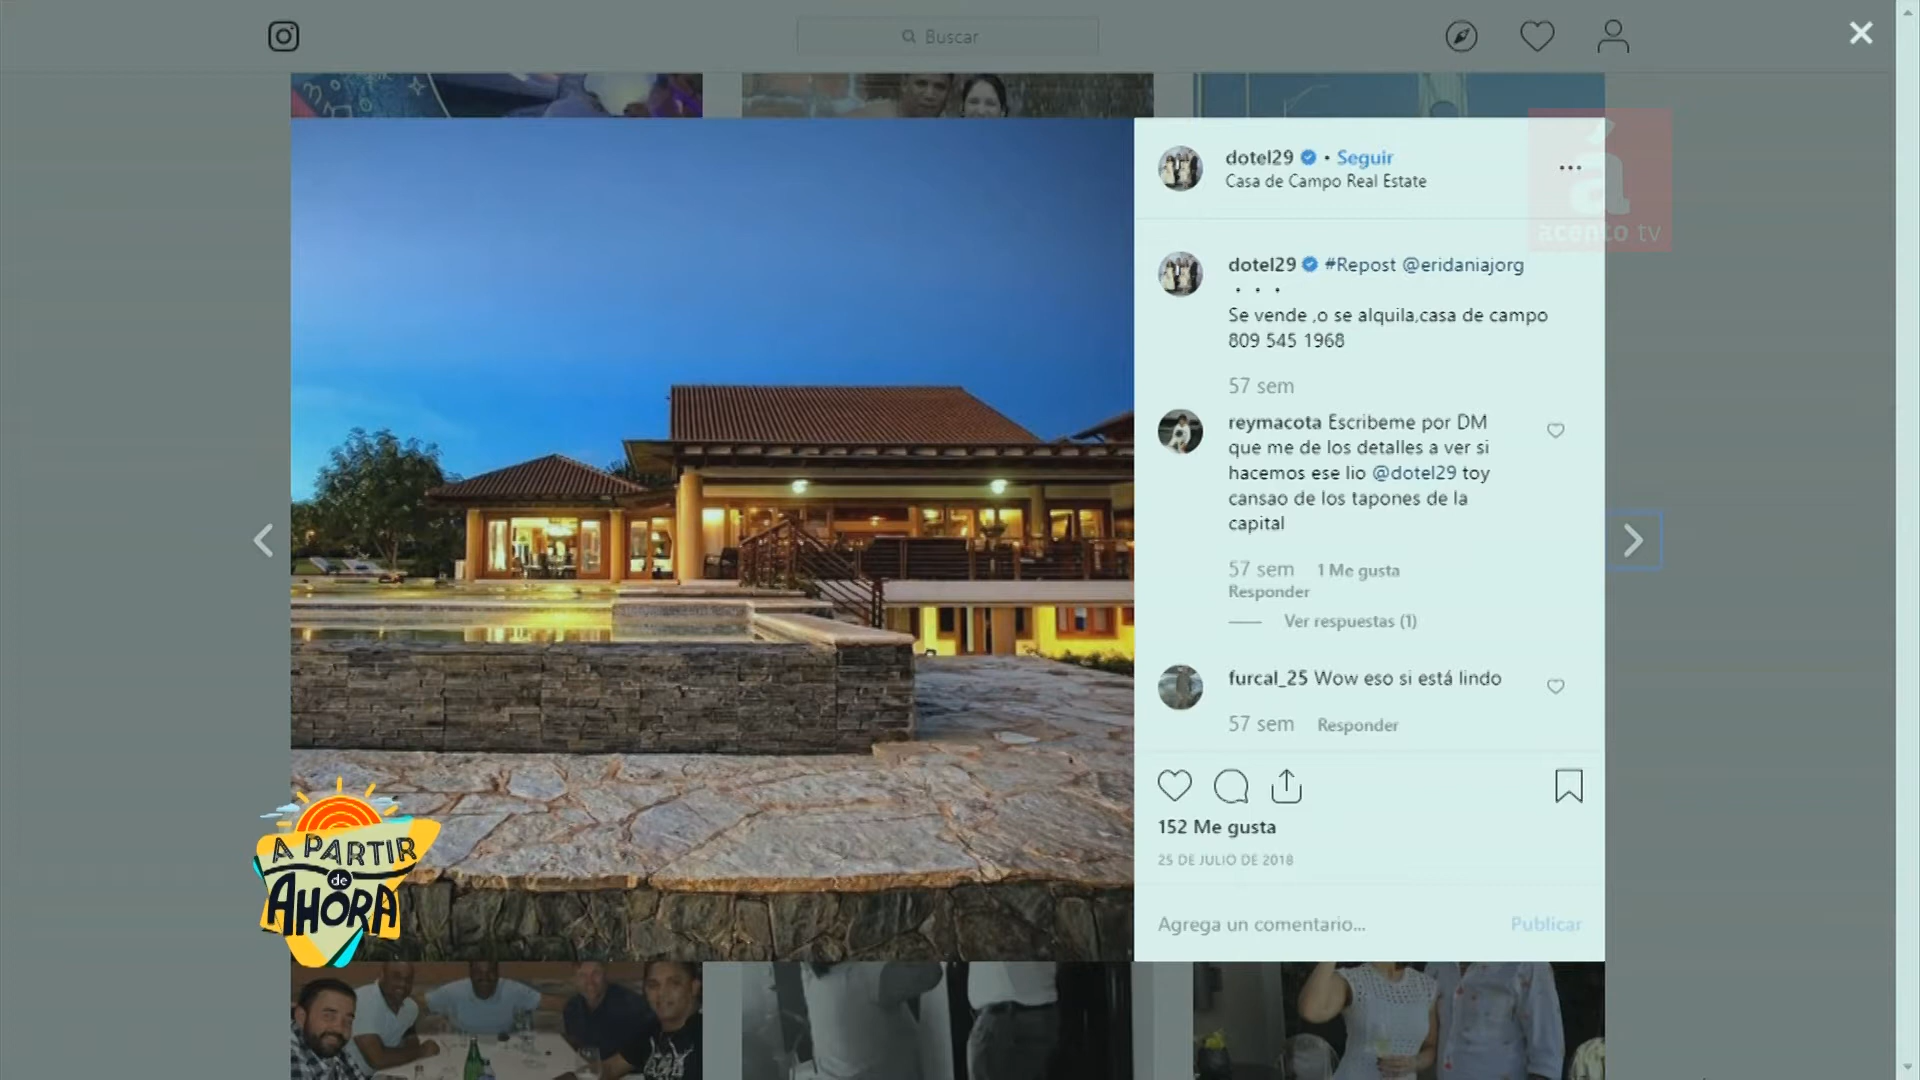 Buscar
dotel29 • Seguir
Casa de Campo Real Estate
acento tv
dotel29 #Repost @eridaniajorg
• • •
Se vende ,o se alquila,casa de campo
809 545 1968
57 sem
reymacota Escribeme por DM
que me de los detalles a ver si
hacemos ese lio @dotel29 toy
cansao de los tapones de la
capital
57 sem 1 Me gusta
Responder
Ver respuestas (1)
furcal_25 Wow eso si está lindo
57 sem Responder
152 Me gusta
25 DE JULIO DE 2018
Agrega un comentario... Publicar
A PARTIR
de
AHORA